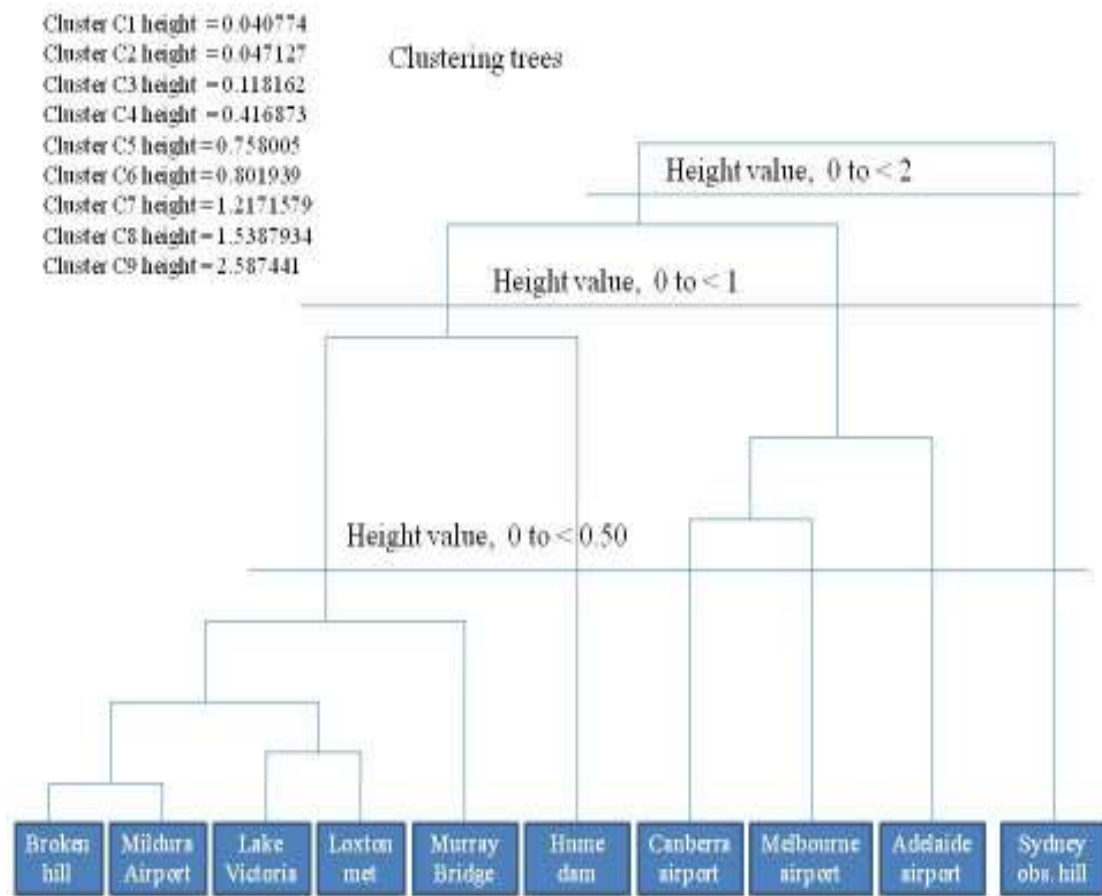 Cluster C1 height = 0.040774
Cluster C2 height = 0.047127
Cluster C3 height = 0.118162
Cluster C4 height = 0.416873
Cluster C5 height = 0.758005
Cluster C6 height = 0.801939
Cluster C7 height = 1.2171579
Cluster C8 height = 1.5387934
Cluster C9 height = 2.587441
Clustering trees
Height value, 0 to < 2
Height value, 0 to < 1
Height value, 0 to < 0.50
Broken
hill
Mildura
Airport
Lake
Victoria
Loxton
met
Murray
Bridge
Hume
dam
Canberra
airport
Melbourne
airport
Adelaide
airport
Sydney
obs. hill